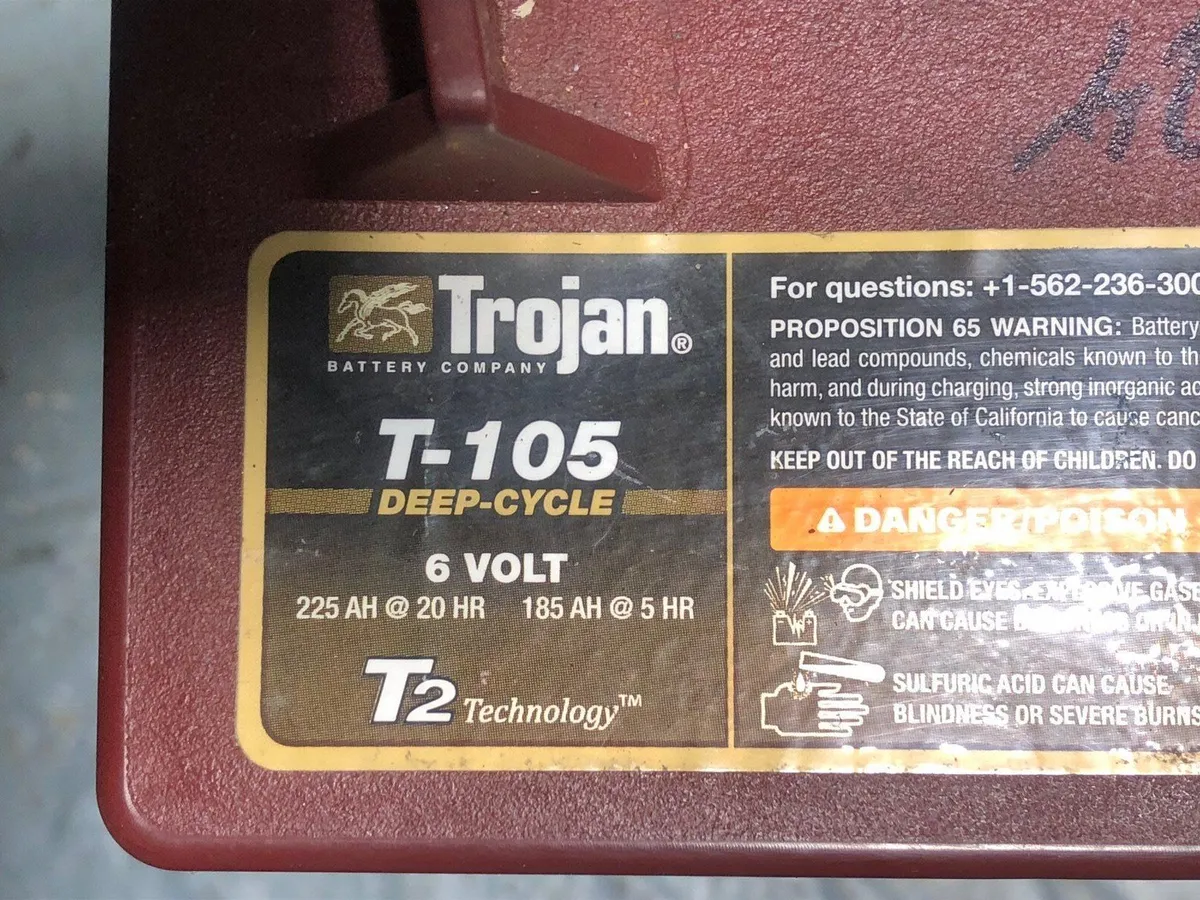 Trojan®
BATTERY COMPANY
T-105
DEEP-CYCLE
6 VOLT
225 AH @ 20 HR 185 AH @ 5 HR
T2 Technology™
For questions: +1-562-236-300
PROPOSITION 65 WARNING: Battery
and lead compounds, chemicals known to th
harm, and during charging, strong inorganic ac
known to the State of California to cause canc
KEEP OUT OF THE REACH OF CHILDREN. DO
DANGER/POISON
SHIELD EYES. EXPLOSIVE GASE
CAN CAUSE
SULFURIC ACID CAN CAUSE
BLINDNESS OR SEVERE BURNS